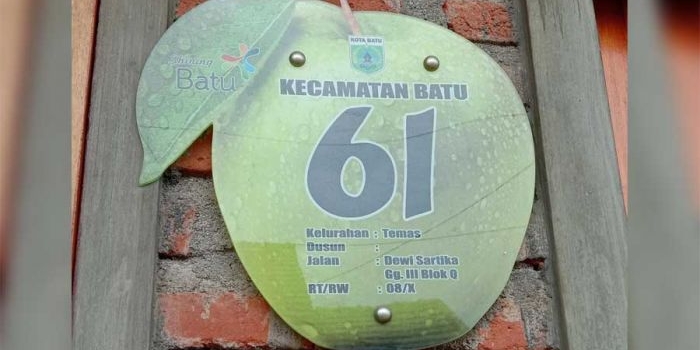 KOTA BATU
Shining
Batu
KECAMATAN BATU
61
Kelurahan : Temas
Dusun :
Jalan : Dewi Sartika
Gg. III Blok Q
RT/RW : 08/X